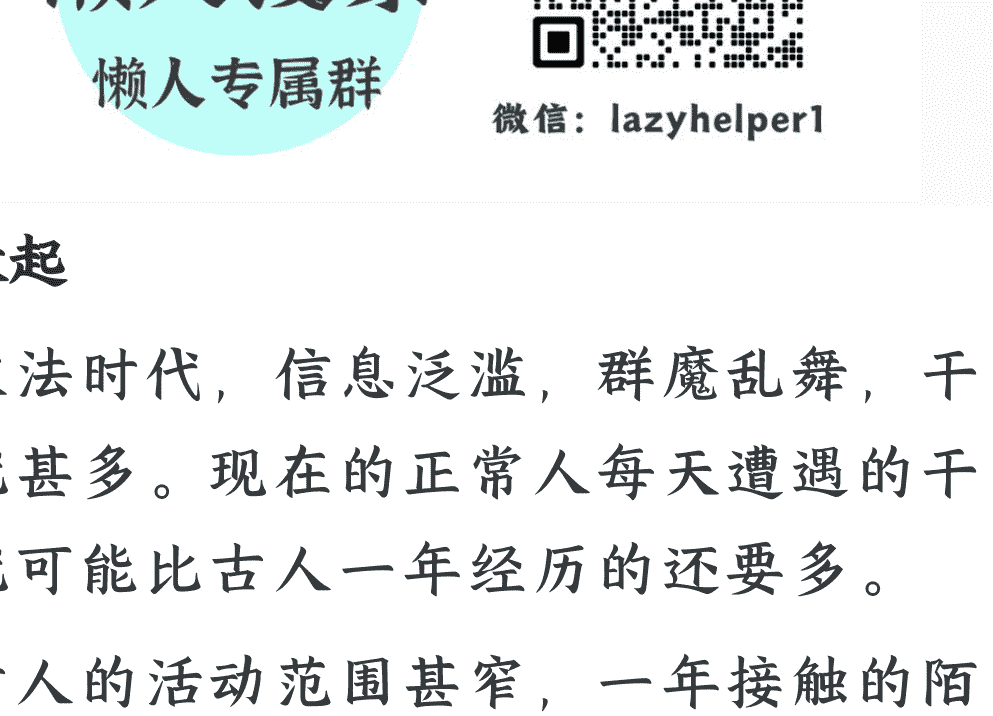 懒人专属群
微信：lazyhelper1
起
法时代，信息泛滥，群魔乱舞，干
甚多。现在的正常人每天遭遇的干
可能比古人一年经历的还要多。
人的活动范围甚窄，一年接触的陌